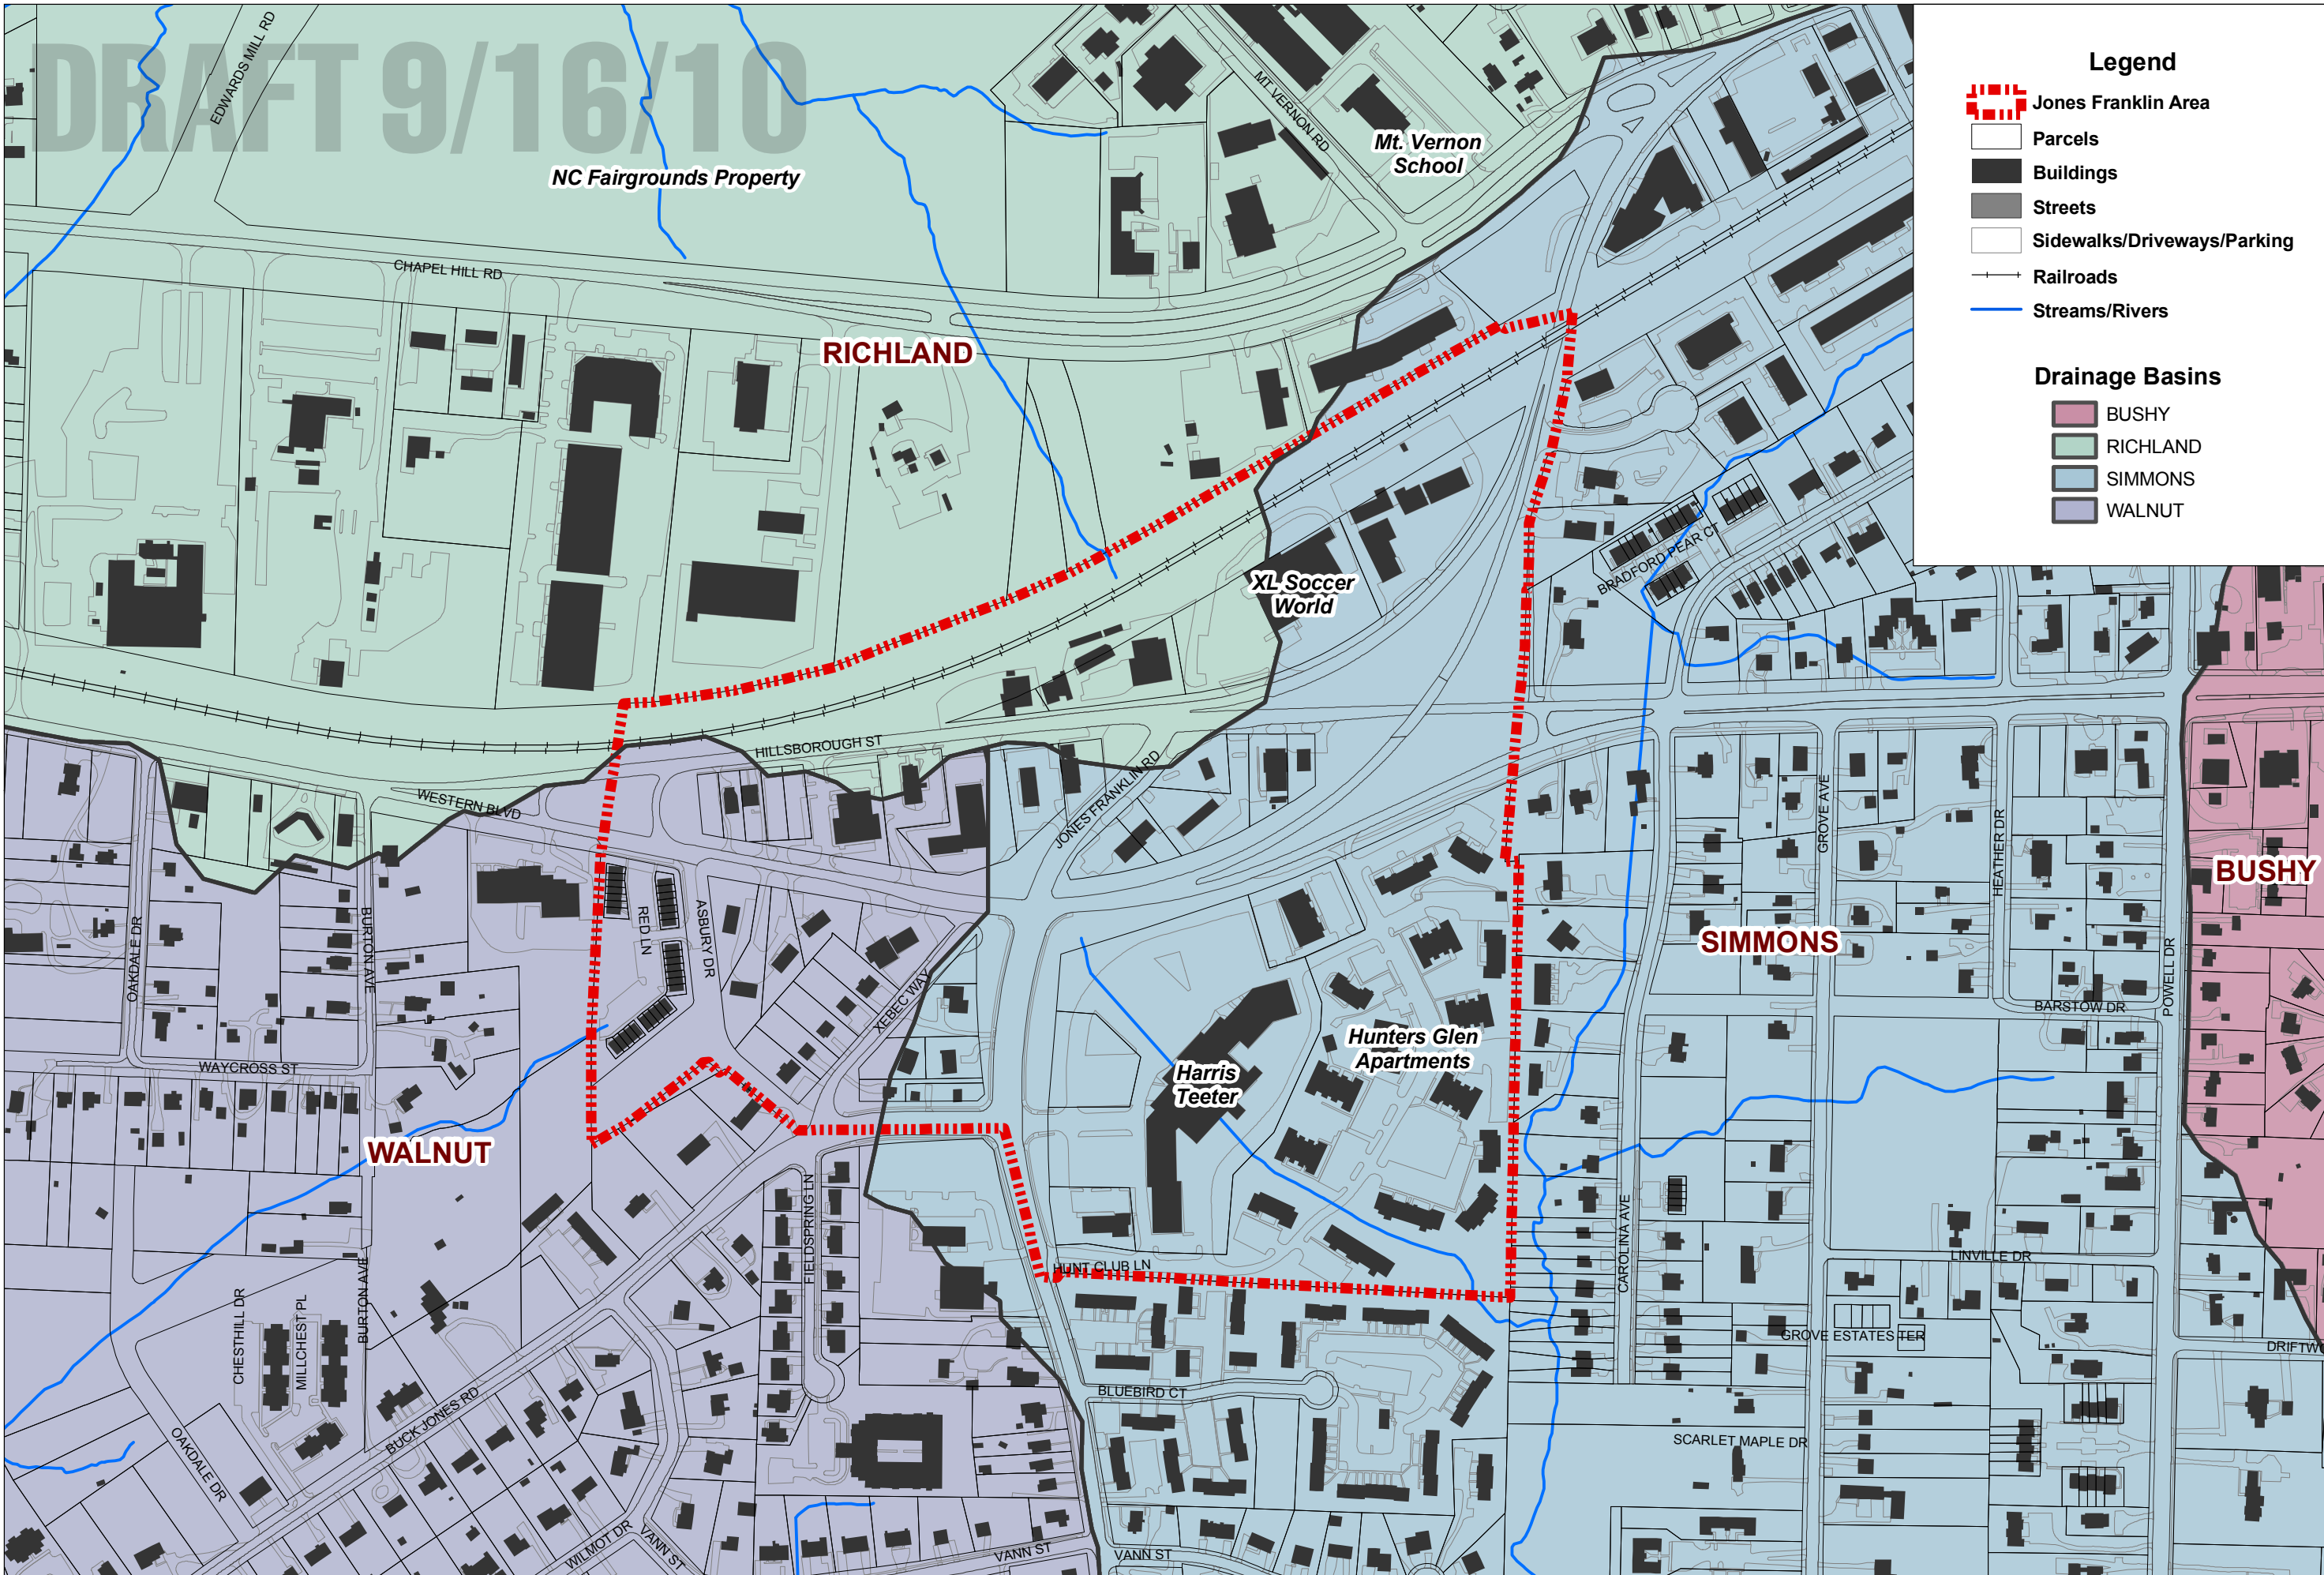 DRAFT 9/16/10
EDWARDS MILL RD
NC Fairgrounds Property
MT VERNON RD
Mt. Vernon
School
CHAPEL HILL RD
RICHLAND
Legend
Jones Franklin Area
Parcels
Buildings
Streets
Sidewalks/Driveways/Parking
Railroads
Streams/Rivers
Drainage Basins
BUSHY
RICHLAND
SIMMONS
WALNUT
XL Soccer
World
BRADFORD PEAR CT
HILLSBOROUGH ST
WESTERN BLVD
JONES FRANKLIN RD
GROVE AVE
HEATHER DR
BUSHY
SIMMONS
OAKDALE DR
BURTON AVE
RED LN
ASBURY DR
XEBEC WAY
POWELL DR
BARSTOW DR
Hunters Glen
Apartments
Harris
Teeter
WAYCROSS ST
WALNUT
FIELDSPRING LN
CAROLINA AVE
HUNT CLUB LN
LINVILLE DR
CHESTHILL DR
MILLCHEST PL
BURTON AVE
GROVE ESTATES TER
DRIFTWO
BLUEBIRD CT
BUCK JONES RD
OAKDALE DR
SCARLET MAPLE DR
WILMOT DR
VANN ST
VANN ST
VANN ST